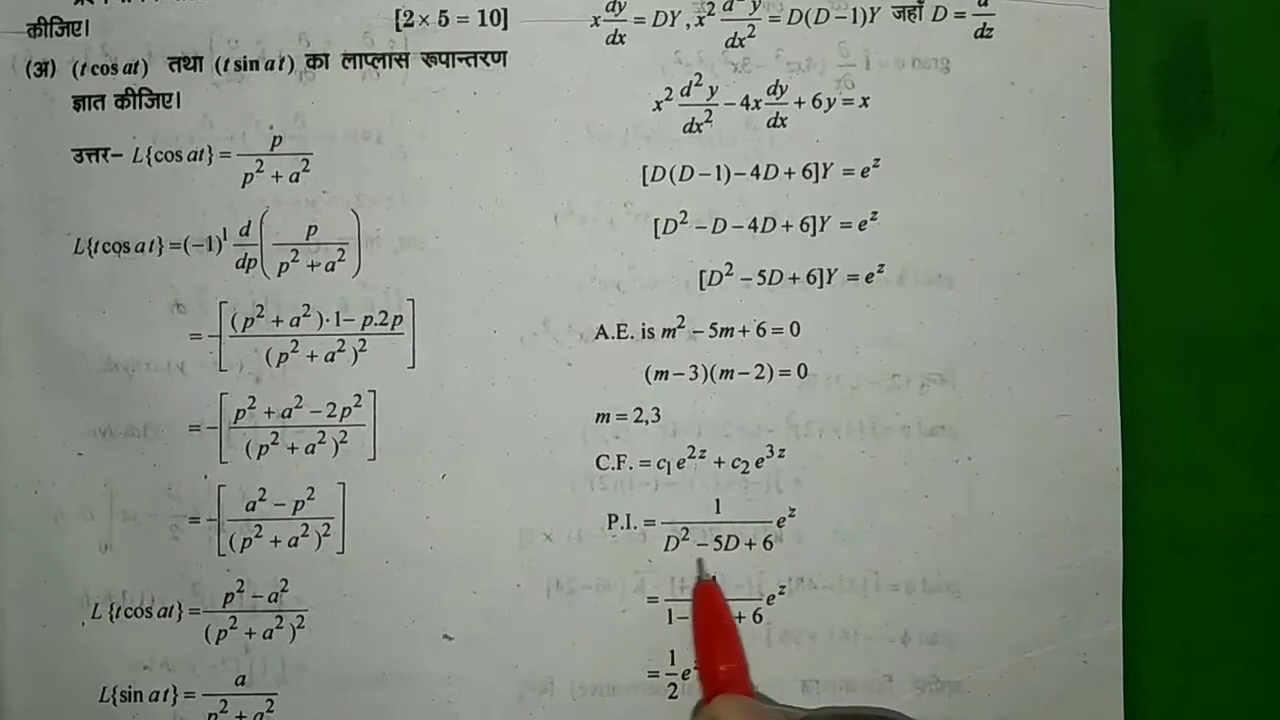 कीजिए। [2 × 5 = 10]
(अ) (t cos at) तथा (t sin at) का लाप्लास रूपान्तरण
ज्ञात कीजिए।
उत्तर– L{cos at} = p/(p² + a²)
L{t cos at} = (−1)¹ d/dp (p/(p² + a²))
= −[((p² + a²)·1 − p.2p)/(p² + a²)²]
= −[(p² + a² − 2p²)/(p² + a²)²]
= −[(a² − p²)/(p² + a²)²]
L{t cos at} = (p² − a²)/(p² + a²)²
L{sin at} = a/(p² + a²)
x dy/dx = DY, x² d²y/dx² = D(D − 1)Y जहाँ D = d/dz
x² d²y/dx² − 4x dy/dx + 6y = x
[D(D − 1) − 4D + 6]Y = e^z
[D² − D − 4D + 6]Y = e^z
[D² − 5D + 6]Y = e^z
A.E. is m² − 5m + 6 = 0
(m − 3)(m − 2) = 0
m = 2,3
C.F. = c₁e^2z + c₂e^3z
P.I. = 1/(D² − 5D + 6) e^z
= /(1− + 6) e^z
= 1/2 e